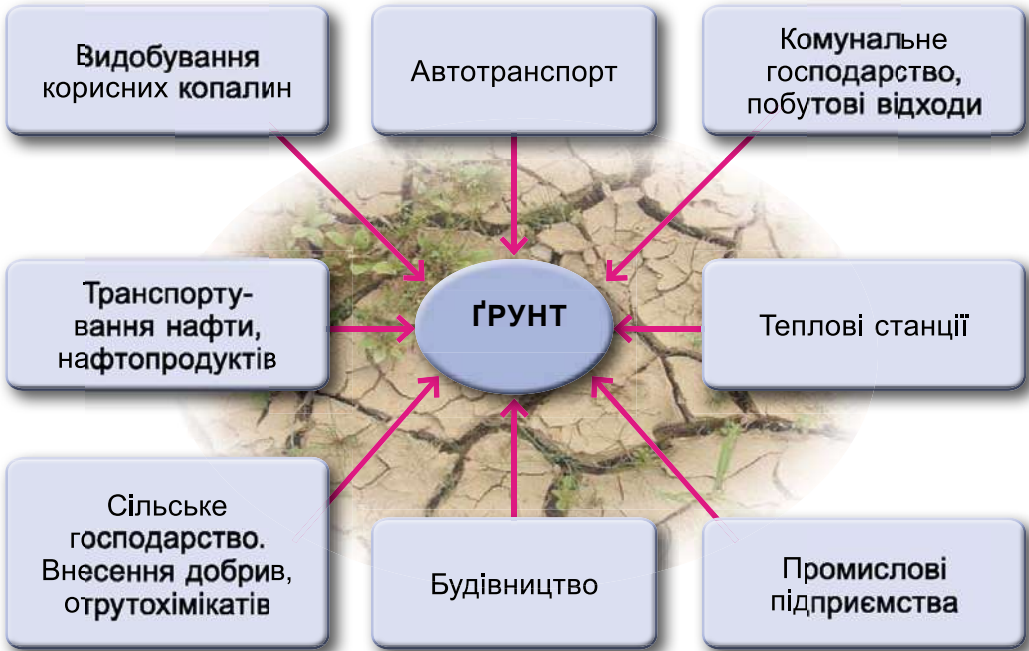 Видобування
корисних копалин
Автотранспорт
Комунальне
господарство,
побутові відходи
Транспорту-
вання нафти,
нафтопродуктів
ҐРУНТ
Теплові станції
Сільське
господарство.
Внесення добрив,
отрутохімікатів
Будівництво
Промислові
підприємства